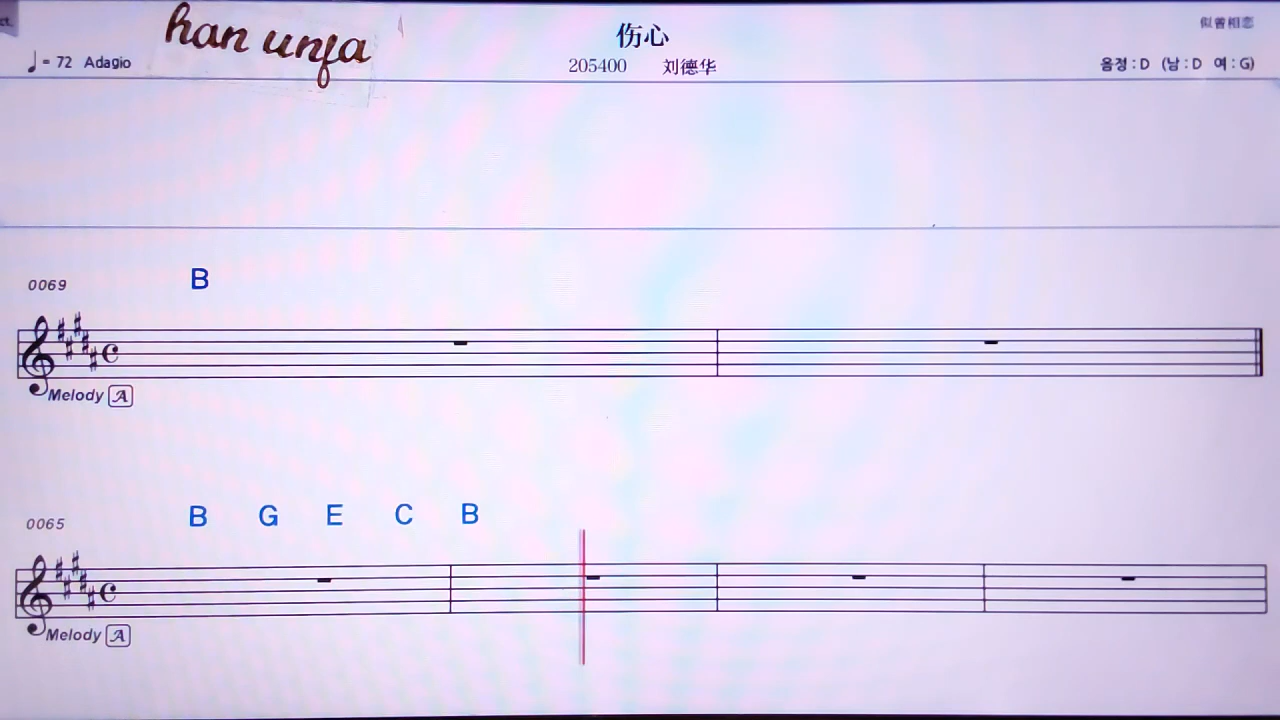 ct.
han unfa
伤心
似曾相恋
♩= 72 Adagio
205400 刘德华
음정 : D (남 : D 여 : G)
0069
B
Melody A
0065
B G E C B
Melody A